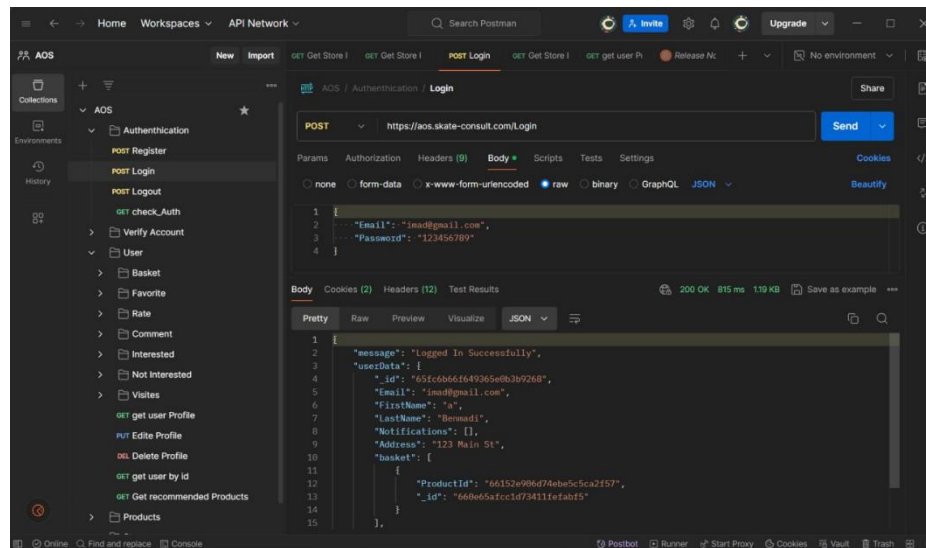 Home Workspaces API Network Search Postman Invite Upgrade
AOS New Import GET Get Store I GET Get Store I POST Login GET Get Store I GET get user Pr Release No No environment
Collections
Environments
History
AOS
Authenthication
POST Register
POST Login
POST Logout
GET check_Auth
Verify Account
User
Basket
Favorite
Rate
Comment
Interested
Not Interested
Visites
GET get user Profile
PUT Edite Profile
DEL Delete Profile
GET get user by id
GET Get recommended Products
Products
HTTP AOS / Authenthication / Login Share
POST https://aos.skate-consult.com/Login Send
Params Authorization Headers (9) Body Scripts Tests Settings Cookies
none form-data x-www-form-urlencoded raw binary GraphQL JSON Beautify
1 {
2 "Email": "imad@gmail.com",
3 "Password": "123456789"
4 }
Body Cookies (2) Headers (12) Test Results 200 OK 815 ms 1.19 KB Save as example
Pretty Raw Preview Visualize JSON
1 {
2 "message": "Logged In Successfully",
3 "userData": {
4 "_id": "65fc6b66f649365e0b3b9268",
5 "Email": "imad@gmail.com",
6 "FirstName": "a",
7 "LastName": "Benmadi",
8 "Notifications": [],
9 "Address": "123 Main St",
10 "basket": [
11 {
12 "ProductId": "66152e906d74ebe5c5ca2f57",
13 "_id": "660e65afcc1d73411fefabf5"
14 }
15 ],
Online Find and replace Console Postbot Runner Start Proxy Cookies Vault Trash